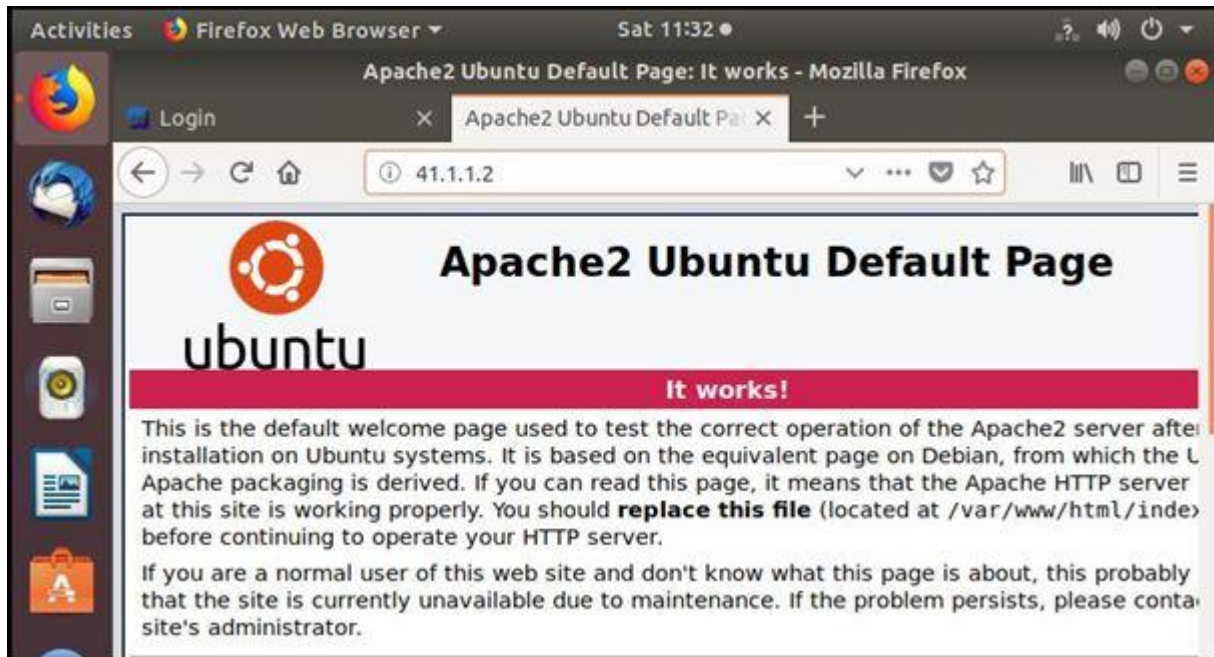 Activities Firefox Web Browser Sat 11:32
Apache2 Ubuntu Default Page: It works - Mozilla Firefox
Login Apache2 Ubuntu Default Pa
41.1.1.2
Apache2 Ubuntu Default Page
ubuntu
It works!
This is the default welcome page used to test the correct operation of the Apache2 server after
installation on Ubuntu systems. It is based on the equivalent page on Debian, from which the U
Apache packaging is derived. If you can read this page, it means that the Apache HTTP server
at this site is working properly. You should replace this file (located at /var/www/html/index
before continuing to operate your HTTP server.
If you are a normal user of this web site and don't know what this page is about, this probably
that the site is currently unavailable due to maintenance. If the problem persists, please conta
site's administrator.